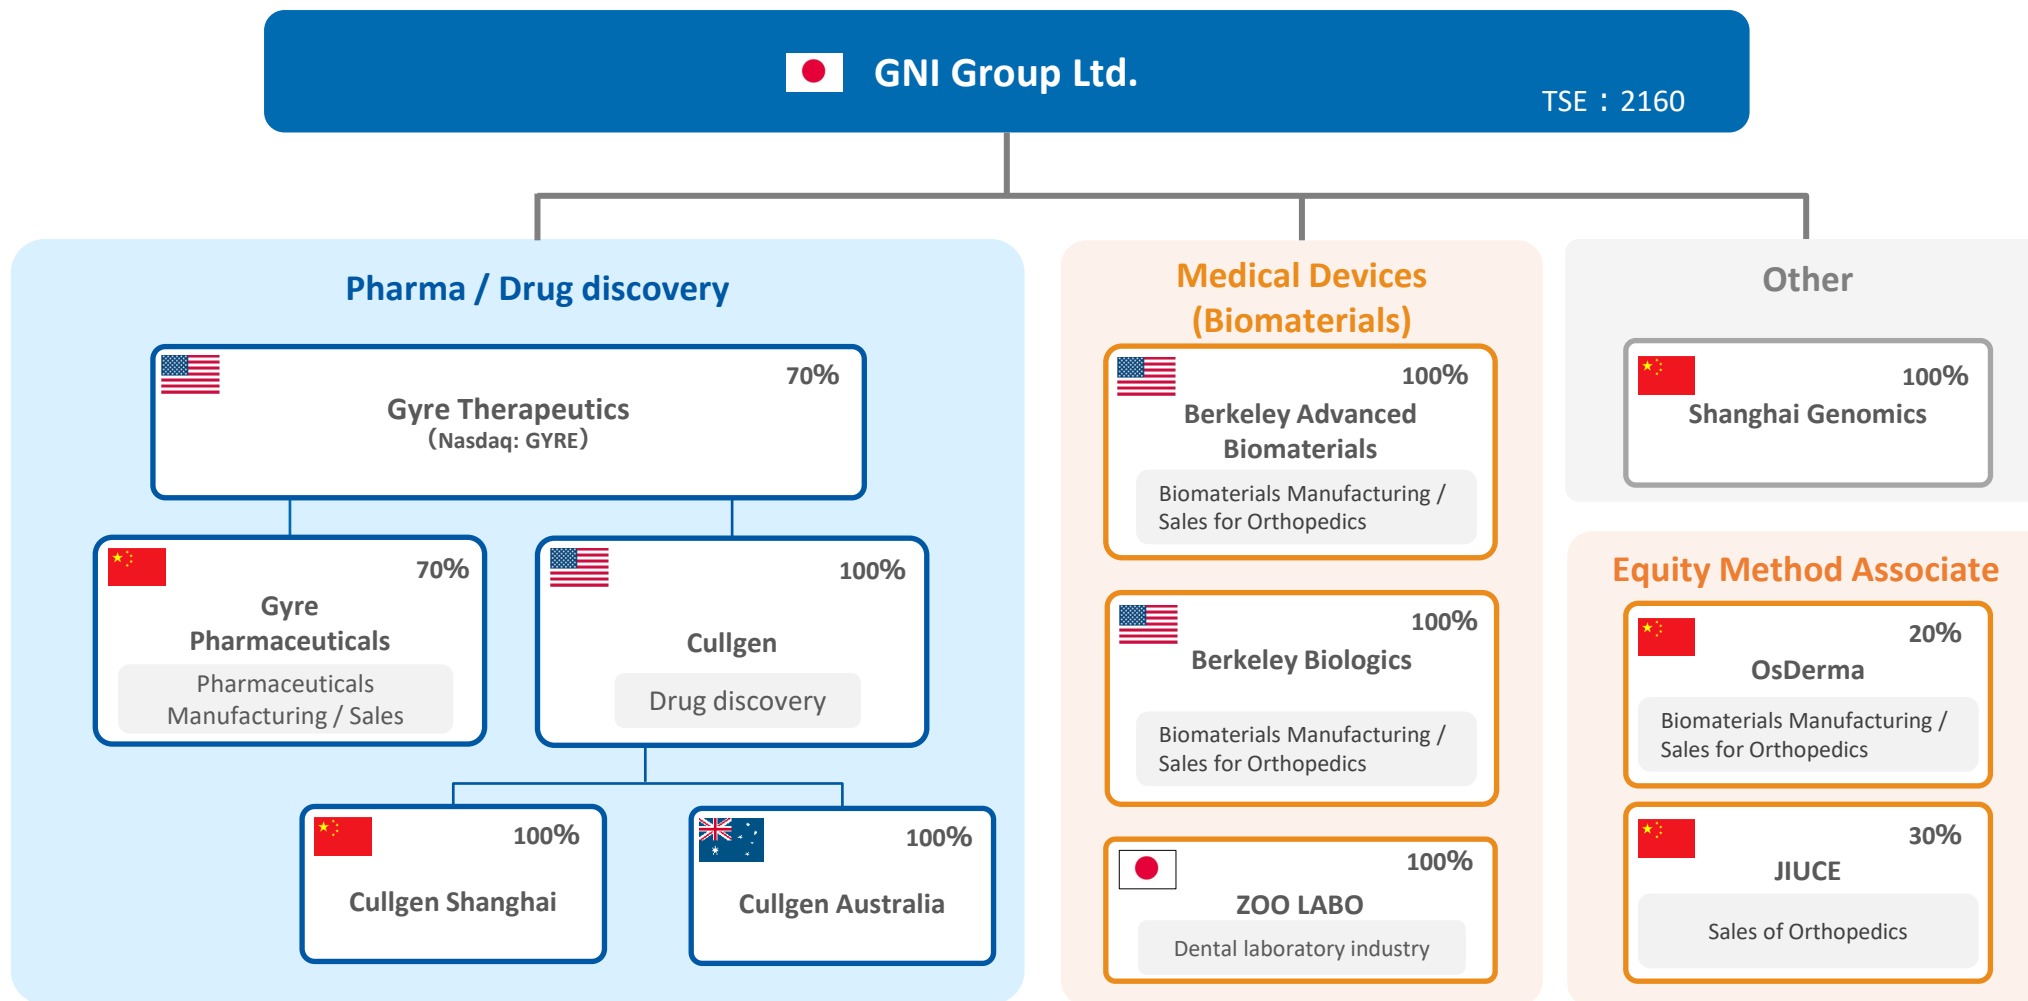 GNI Group Ltd.
TSE : 2160
Pharma / Drug discovery
70%
Gyre Therapeutics
(Nasdaq: GYRE)
70%
Gyre
Pharmaceuticals
Pharmaceuticals
Manufacturing / Sales
100%
Cullgen
Drug discovery
100%
Cullgen Shanghai
100%
Cullgen Australia
Medical Devices
(Biomaterials)
100%
Berkeley Advanced
Biomaterials
Biomaterials Manufacturing /
Sales for Orthopedics
100%
Berkeley Biologics
Biomaterials Manufacturing /
Sales for Orthopedics
100%
ZOO LABO
Dental laboratory industry
Other
100%
Shanghai Genomics
Equity Method Associate
20%
OsDerma
Biomaterials Manufacturing /
Sales for Orthopedics
30%
JIUCE
Sales of Orthopedics